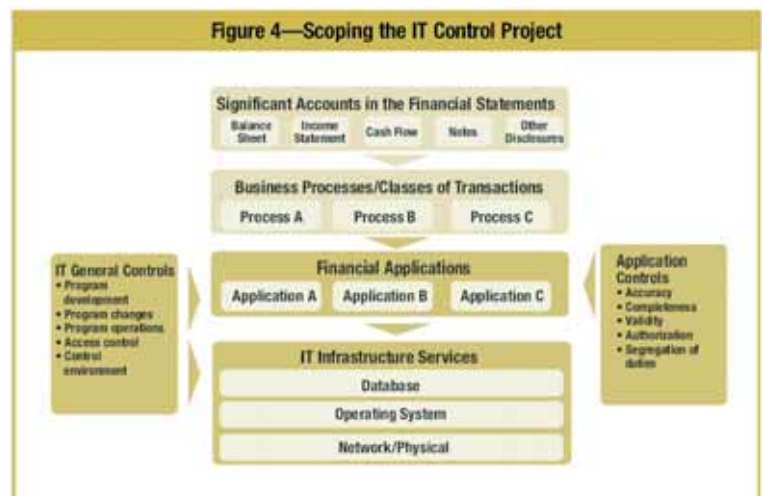 Figure 4—Scoping the IT Control Project
Significant Accounts in the Financial Statements
Balance Sheet
Income Statement
Cash Flow
Notes
Other Disclosures
Business Processes/Classes of Transactions
Process A
Process B
Process C
Financial Applications
Application A
Application B
Application C
IT General Controls
• Program
development
• Program changes
• Program operations
• Access control
• Control
environment
Application
Controls
• Accuracy
• Completeness
• Validity
• Authorization
• Segregation of
duties
IT Infrastructure Services
Database
Operating System
Network/Physical